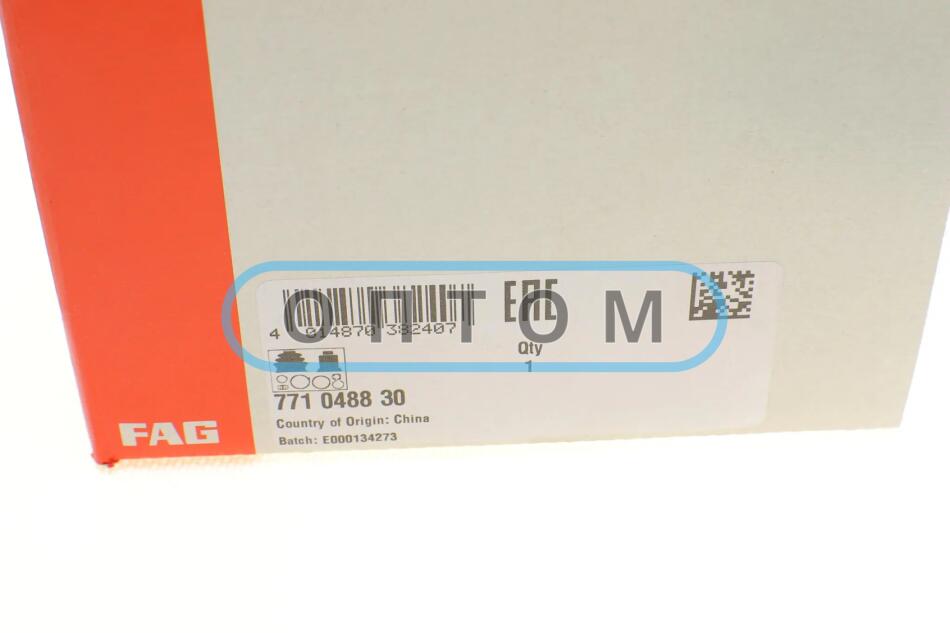 ОПТОМ
EAC
4 014870 382407
Qty
1
771 0488 30
Country of Origin: China
Batch: E000134273
FAG